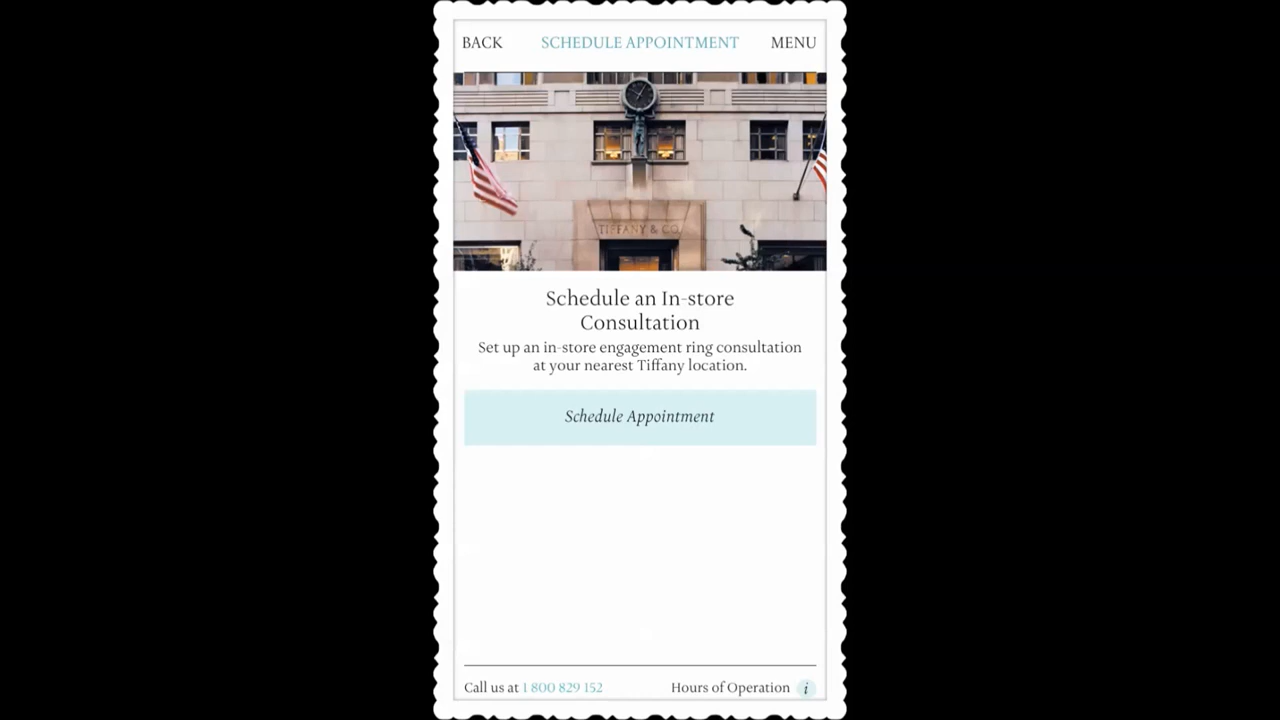 BACK SCHEDULE APPOINTMENT MENU
TIFFANY & CO.
Schedule an In-store
Consultation
Set up an in-store engagement ring consultation
at your nearest Tiffany location.
Schedule Appointment
Call us at 1 800 829 152 Hours of Operation i